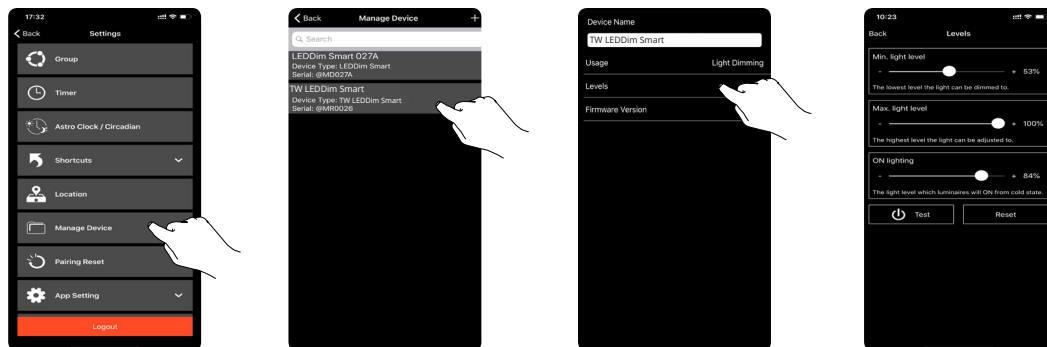 17:32
Back Settings
Group
Timer
Astro Clock / Circadian
Shortcuts
Location
Manage Device
Pairing Reset
App Setting
Logout
Back Manage Device +
Search
LEDDim Smart 027A
Device Type: LEDDim Smart
Serial: @MD027A
TW LEDDim Smart
Device Type: TW LEDDim Smart
Serial: @MR0026
Device Name
TW LEDDim Smart
Usage Light Dimming
Levels
Firmware Version
10:23
Back Levels
Min. light level
- + 53%
The lowest level the light can be dimmed to.
Max. light level
- + 100%
The highest level the light can be adjusted to.
ON lighting
- + 84%
The light level which luminaires will ON from cold state.
Test Reset